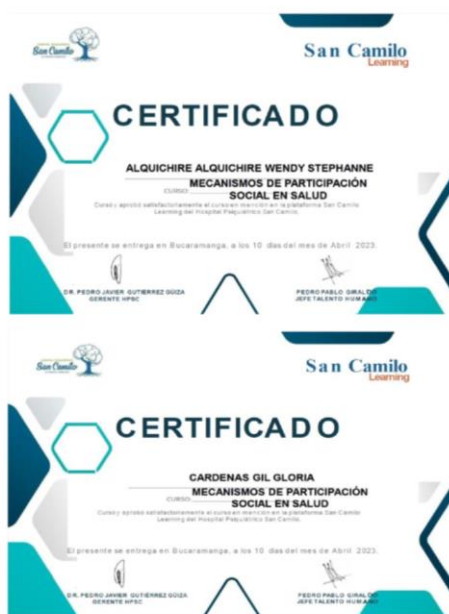 San Camilo
San Camilo
Learning
CERTIFICADO
ALQUICHIRE ALQUICHIRE WENDY STEPHANNE
CURSO: MECANISMOS DE PARTICIPACIÓN
SOCIAL EN SALUD
Cursó y aprobó satisfactoriamente el curso en mención en la plataforma San Camilo
Learning del Hospital Psiquiátrico San Camilo.
El presente se entrega en Bucaramanga, a los 10 días del mes de Abril 2023.
DR. PEDRO JAVIER GUTIÉRREZ GÜIZA
GERENTE HPSC
PEDRO PABLO GIRALDO
JEFE TALENTO HUMANO
San Camilo
San Camilo
Learning
CERTIFICADO
CARDENAS GIL GLORIA
CURSO: MECANISMOS DE PARTICIPACIÓN
SOCIAL EN SALUD
Cursó y aprobó satisfactoriamente el curso en mención en la plataforma San Camilo
Learning del Hospital Psiquiátrico San Camilo.
El presente se entrega en Bucaramanga, a los 10 días del mes de Abril 2023.
DR. PEDRO JAVIER GUTIÉRREZ GÜIZA
GERENTE HPSC
PEDRO PABLO GIRALDO
JEFE TALENTO HUMANO